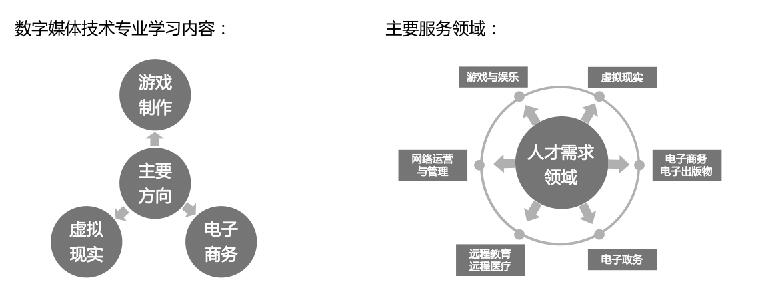 数字媒体技术专业学习内容：
游戏
制作
主要
方向
虚拟
现实
电子
商务
主要服务领域：
游戏与娱乐
虚拟现实
网络运营
与管理
人才需求
领域
电子商务
电子出版物
远程教育
远程医疗
电子政务